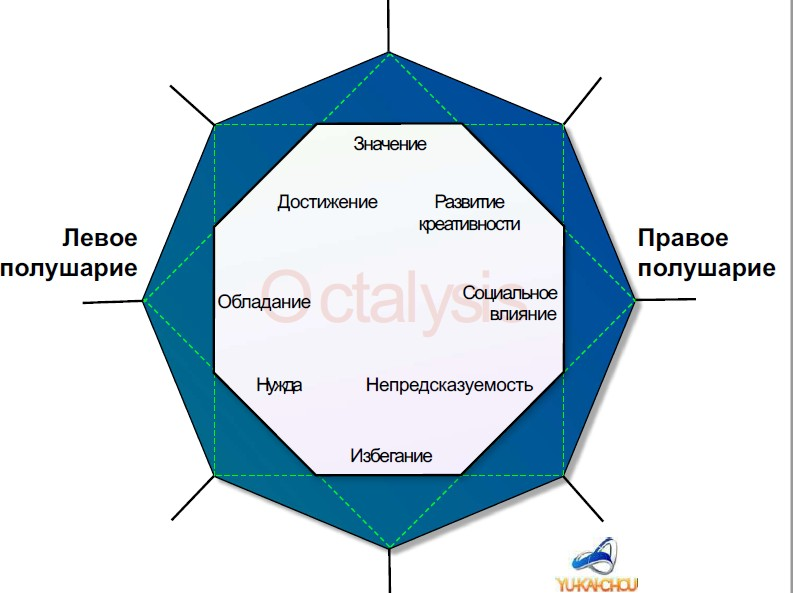 Значение
Достижение
Развитие
креативности
Левое
полушарие
Правое
полушарие
Обладание
Octalysis
Социальное
влияние
Нужда
Непредсказуемость
Избегание
YU-KAI-CHOU